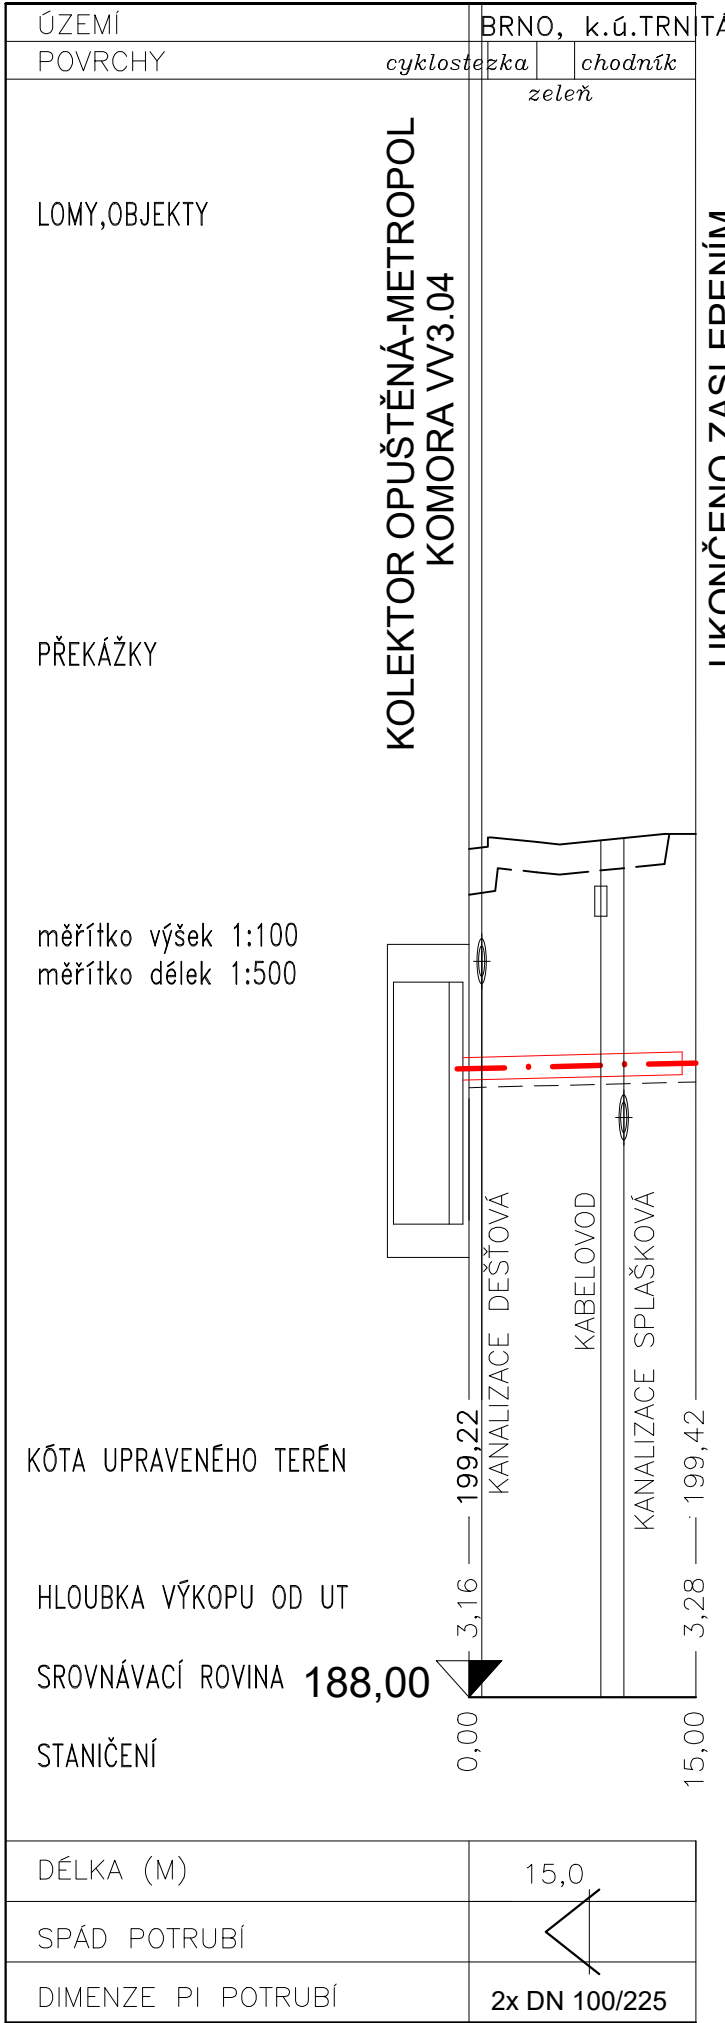 ÚZEMÍ
BRNO, k.ú.TRNITÁ
POVRCHY
cyklostezka
chodník
zeleň
LOMY,OBJEKTY
KOLEKTOR OPUŠTĚNÁ-METROPOL
KOMORA VV3.04
UKONČENO ZASLEPENÍM
PŘEKÁŽKY
měřítko výšek 1:100
měřítko délek 1:500
KANALIZACE DEŠŤOVÁ
KABELOVOD
KANALIZACE SPLAŠKOVÁ
KÓTA UPRAVENÉHO TERÉN
199,22
199,42
HLOUBKA VÝKOPU OD UT
3,16
3,28
SROVNÁVACÍ ROVINA 188,00
STANIČENÍ
0,00
15,00
DÉLKA (M)
15,0
SPÁD POTRUBÍ
DIMENZE PI POTRUBÍ
2x DN 100/225